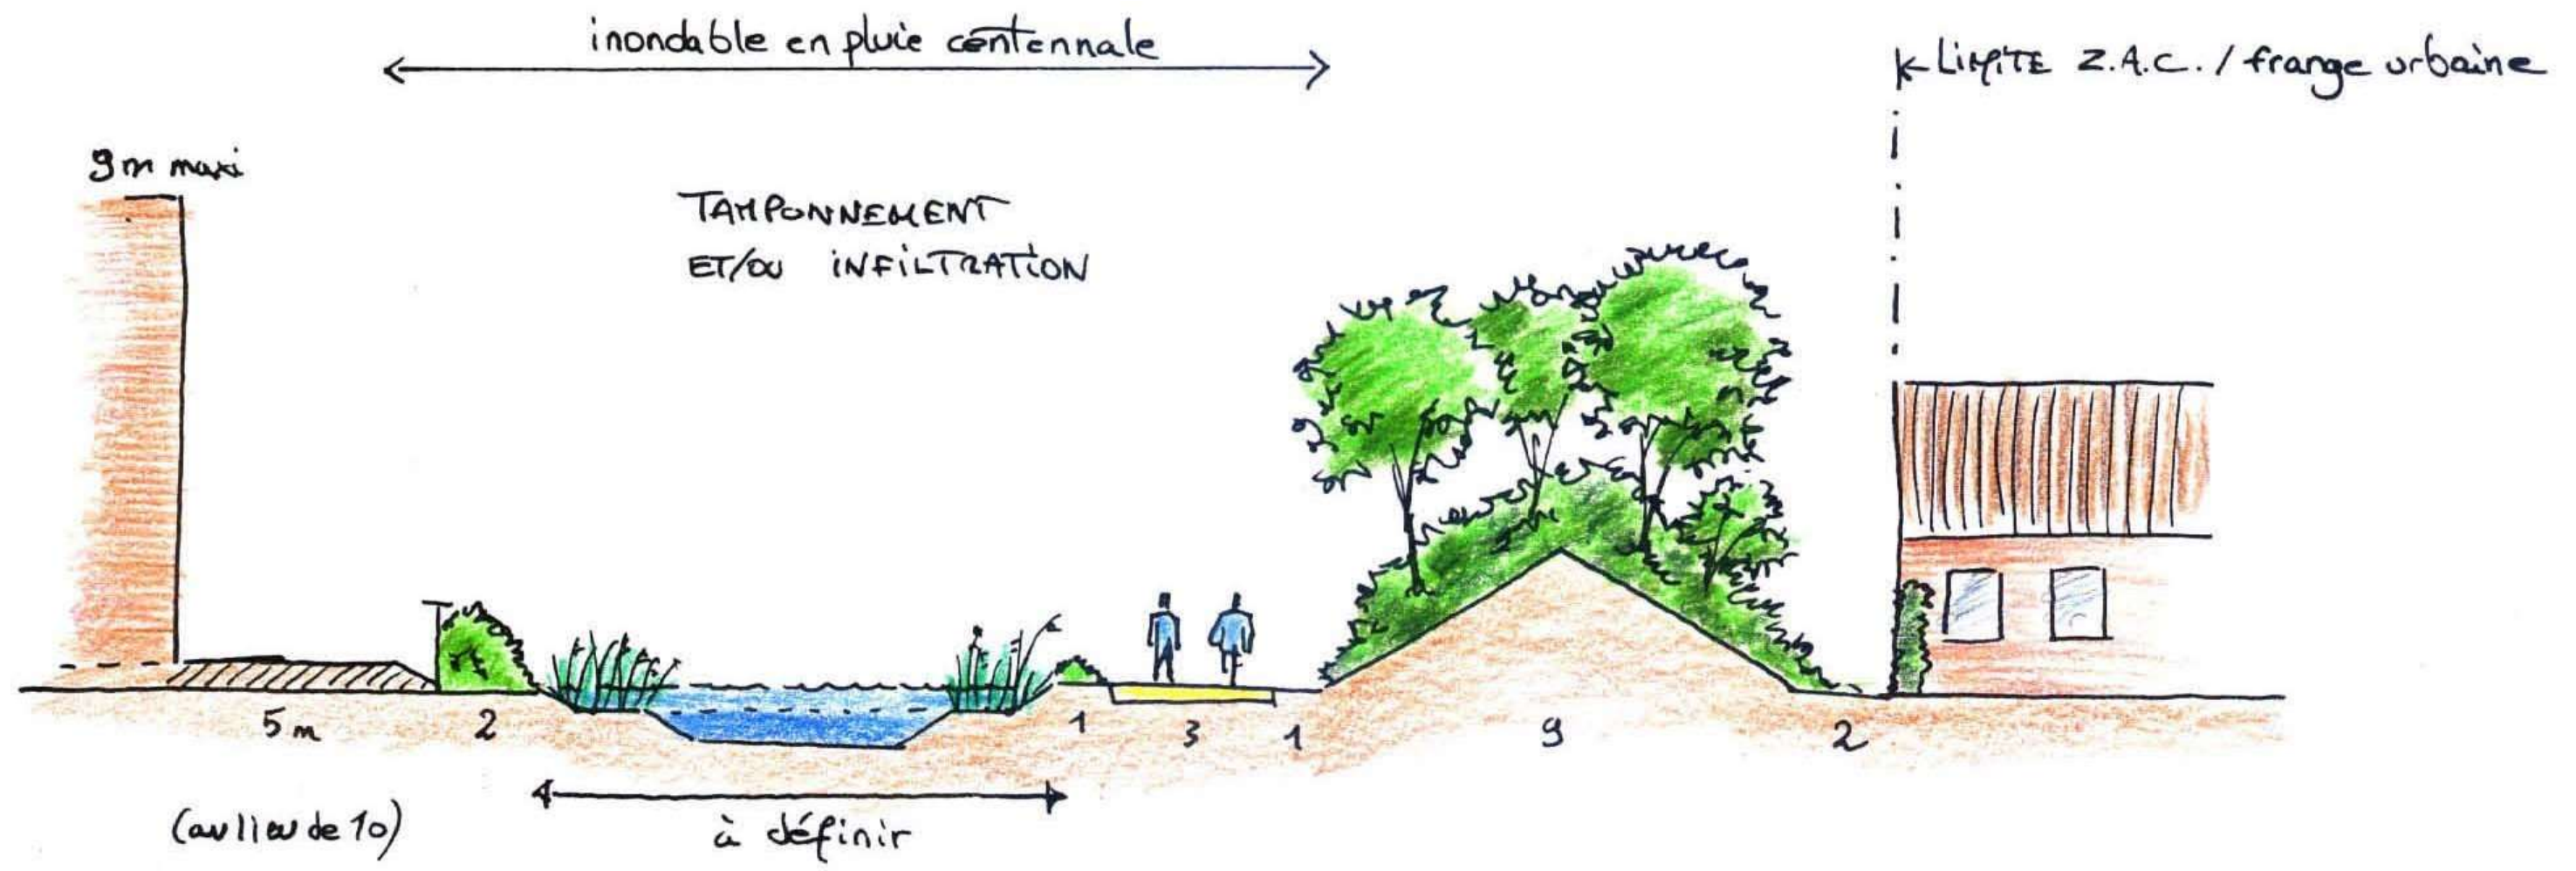 inondable en pluie centennale
LIMITE Z.A.C. / frange urbaine
9m maxi
TAMPONNEMENT
ET/OU INFILTRATION
5m 2 1 3 1 9 2
(au lieu de 10)
à définir